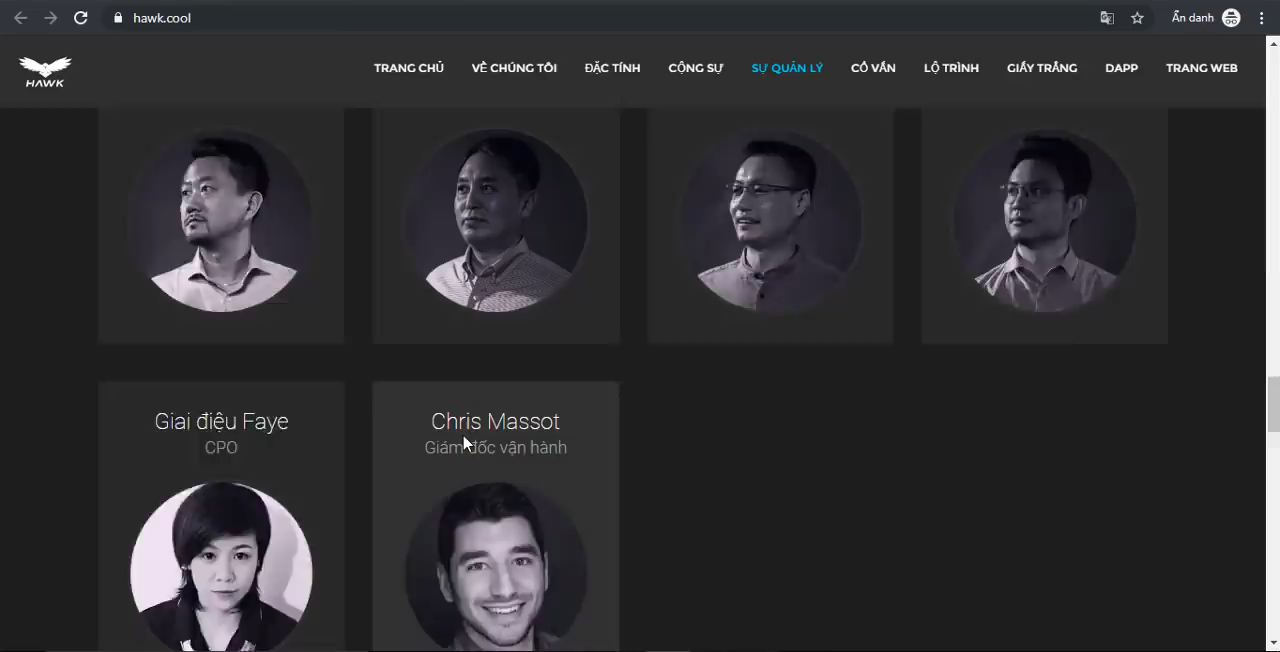 hawk.cool
Ẩn danh
HAWK
TRANG CHỦ
VỀ CHÚNG TÔI
ĐẶC TÍNH
CỘNG SỰ
SỰ QUẢN LÝ
CỐ VẤN
LỘ TRÌNH
GIẤY TRẮNG
DAPP
TRANG WEB
Giai điệu Faye
CPO
Chris Massot
Giám đốc vận hành